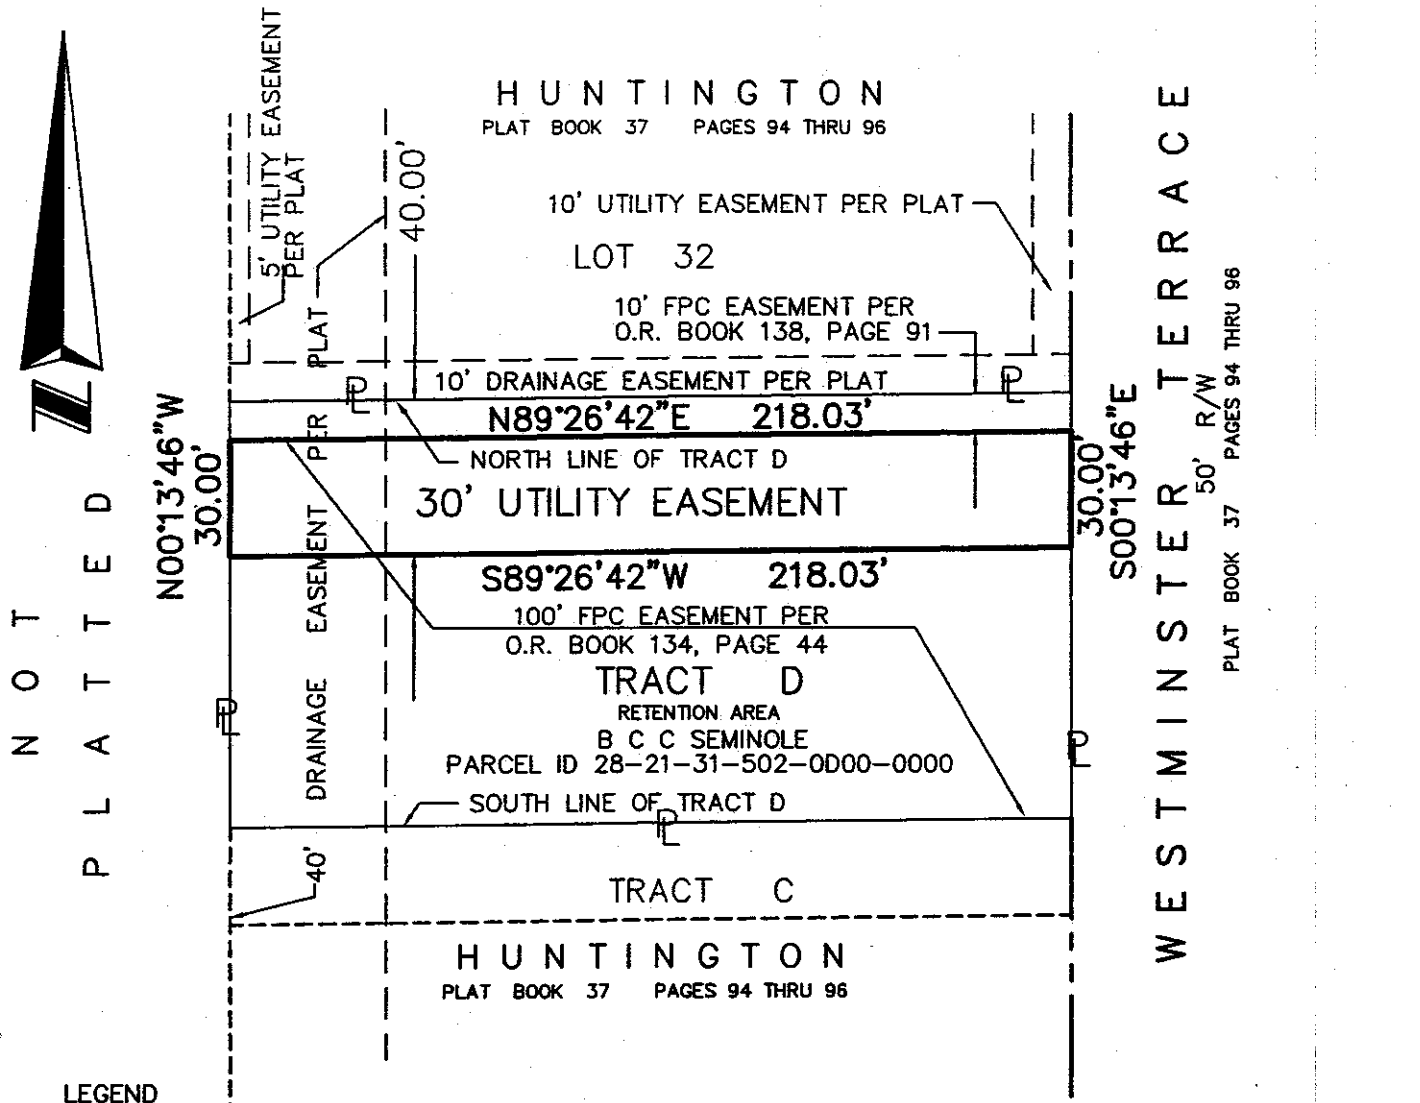 HUNTINGTON
PLAT BOOK 37 PAGES 94 THRU 96
5' UTILITY EASEMENT
PER PLAT
40.00'
10' UTILITY EASEMENT PER PLAT
LOT 32
10' FPC EASEMENT PER
O.R. BOOK 138, PAGE 91
10' DRAINAGE EASEMENT PER PLAT
N89°26'42"E 218.03'
NORTH LINE OF TRACT D
30' UTILITY EASEMENT
N00°13'46"W
30.00'
30.00'
S00°13'46"E
S89°26'42"W 218.03'
100' FPC EASEMENT PER
O.R. BOOK 134, PAGE 44
TRACT D
RETENTION AREA
B C C SEMINOLE
PARCEL ID 28-21-31-502-0D00-0000
SOUTH LINE OF TRACT D
DRAINAGE EASEMENT PER PLAT
40'
TRACT C
HUNTINGTON
PLAT BOOK 37 PAGES 94 THRU 96
NOT
PLATTED
WESTMINSTER TERRACE
50' R/W
PLAT BOOK 37 PAGES 94 THRU 96
PL
PL
PL
PL
PL
N
LEGEND